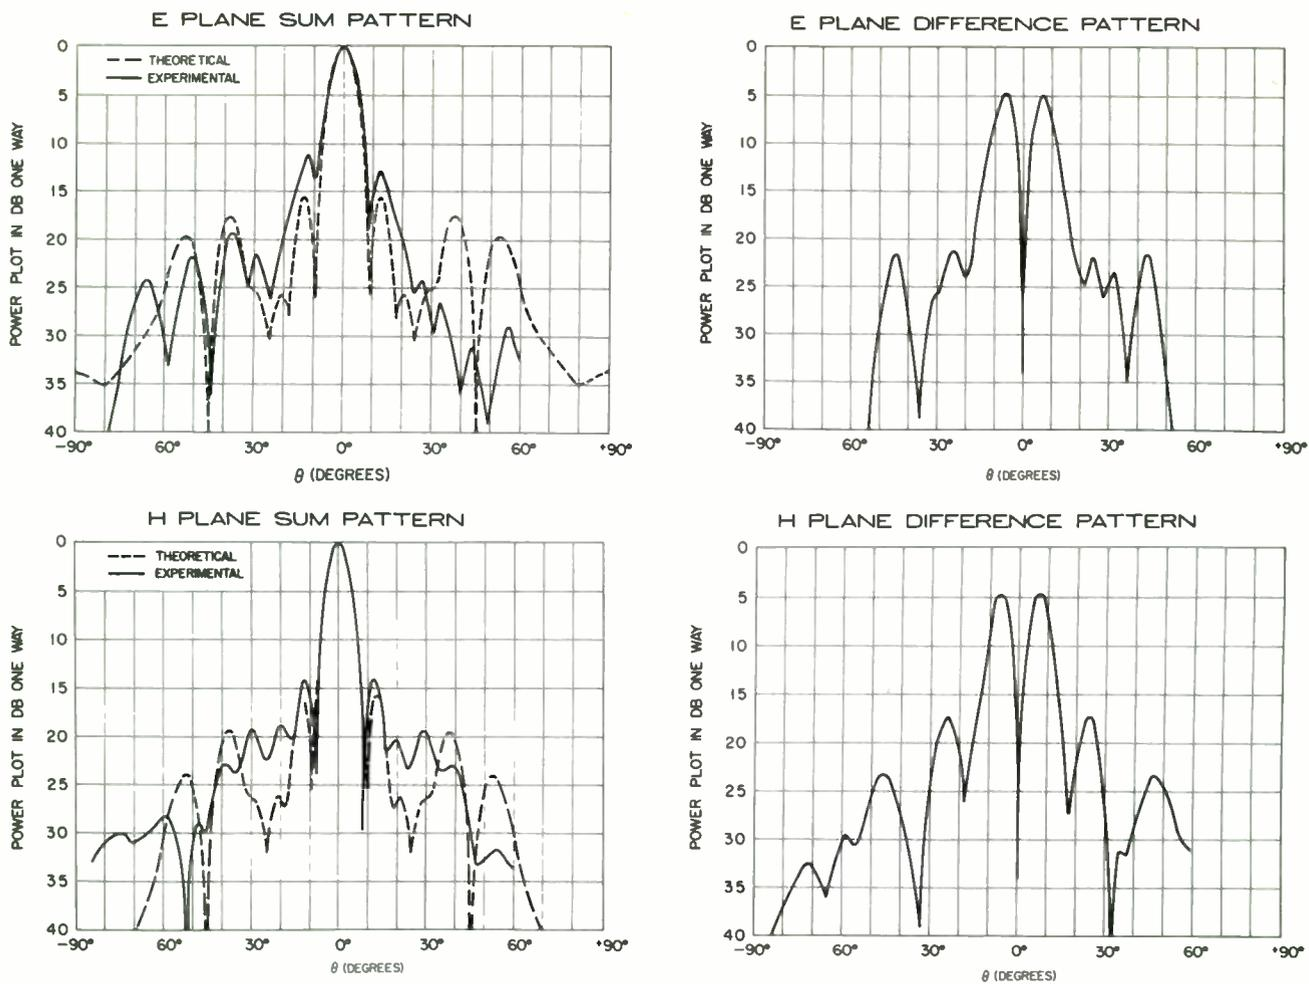 E PLANE SUM PATTERN
THEORETICAL
EXPERIMENTAL
POWER PLOT IN DB ONE WAY
0
5
10
15
20
25
30
35
40
-90° 60° 30° 0° 30° 60° +90°
θ (DEGREES)
E PLANE DIFFERENCE PATTERN
POWER PLOT IN DB ONE WAY
0
5
10
15
20
25
30
35
40
-90° 60° 30° 0° 30° 60° +90°
θ (DEGREES)
H PLANE SUM PATTERN
THEORETICAL
EXPERIMENTAL
POWER PLOT IN DB ONE WAY
0
5
10
15
20
25
30
35
40
-90° 60° 30° 0° 30° 60° +90°
θ (DEGREES)
H PLANE DIFFERENCE PATTERN
POWER PLOT IN DB ONE WAY
0
5
10
15
20
25
30
35
40
-90° 60° 30° 0° 30° 60° +90°
θ (DEGREES)